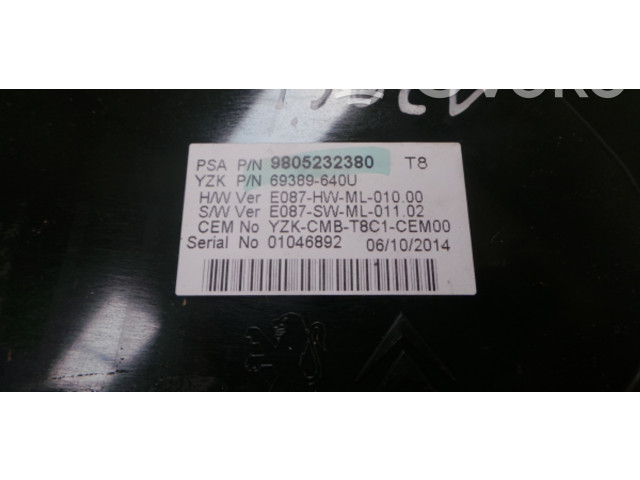 PSA P/N 9805232380 T8
YZK P/N 69389-640U
H/W Ver E087-HW-ML-010.00
S/W Ver E087-SW-ML-011.02
CEM No YZK-CMB-T8C1-CEM00
Serial No 01046892 06/10/2014
1